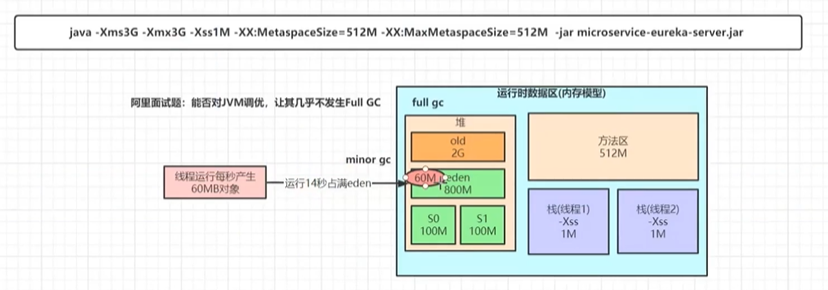 java -Xms3G -Xmx3G -Xss1M -XX:MetaspaceSize=512M -XX:MaxMetaspaceSize=512M -jar microservice-eureka-server.jar
阿里面试题：能否对JVM调优，让其几乎不发生Full GC
full gc
运行时数据区(内存模型)
堆
old
2G
方法区
512M
minor gc
线程运行每秒产生
60MB对象
运行14秒占满eden
60M
eden
800M
S0
100M
S1
100M
栈(线程1)
-Xss
1M
栈(线程2)
-Xss
1M